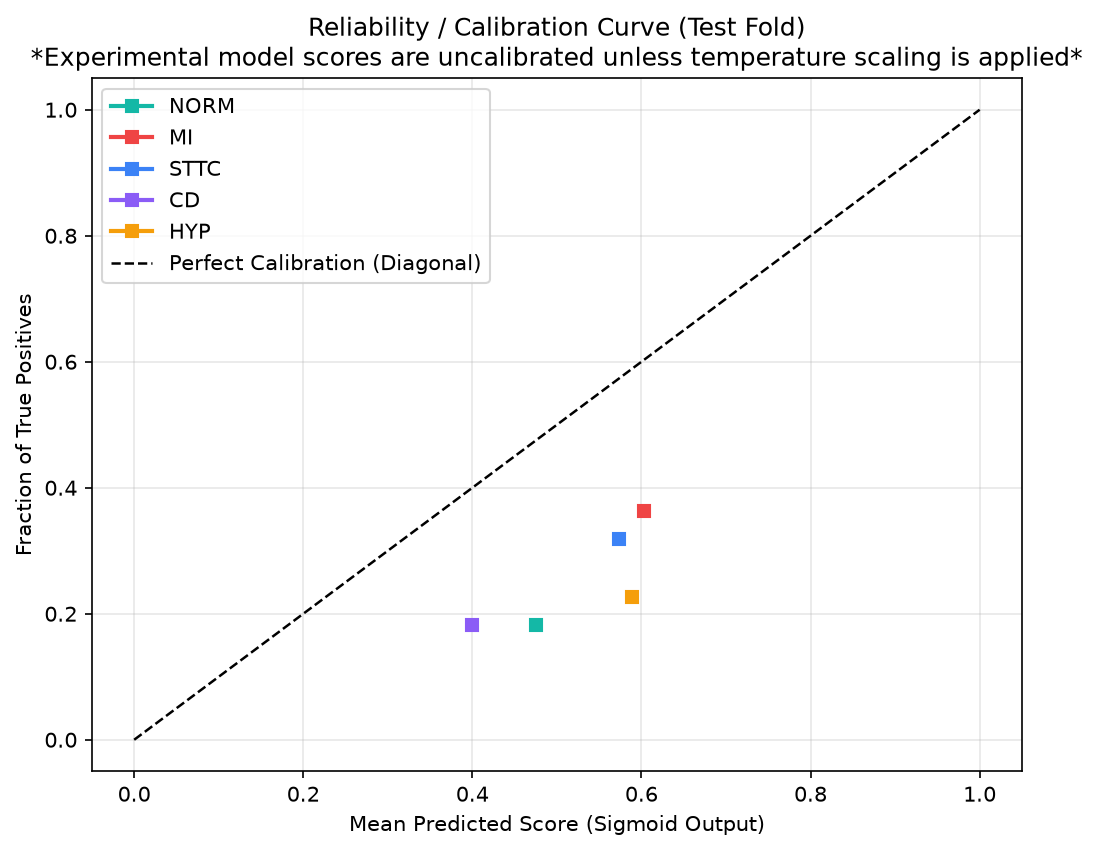 Reliability / Calibration Curve (Test Fold)
*Experimental model scores are uncalibrated unless temperature scaling is applied*
NORM
MI
STTC
CD
HYP
Perfect Calibration (Diagonal)
Fraction of True Positives
1.0
0.8
0.6
0.4
0.2
0.0
0.0 0.2 0.4 0.6 0.8 1.0
Mean Predicted Score (Sigmoid Output)